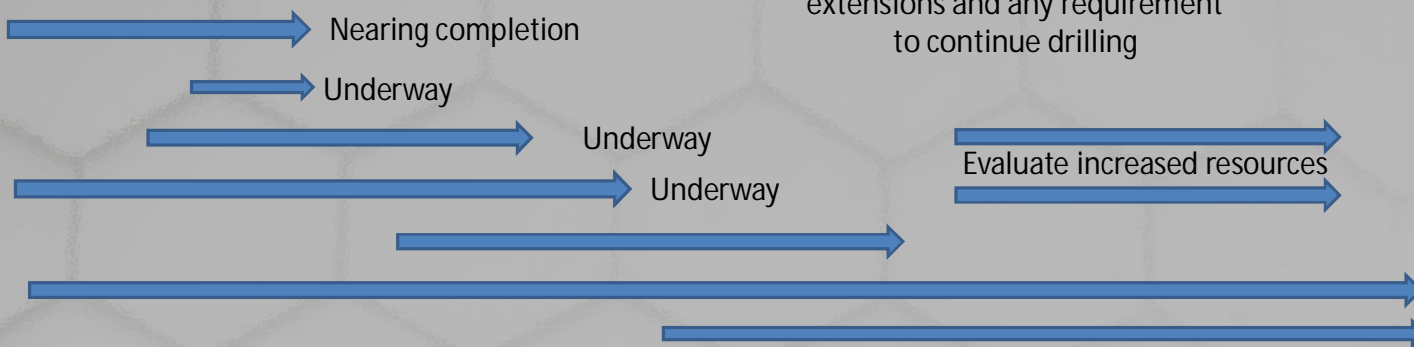 extensions and any requirement
to continue drilling
Nearing completion
Underway
Underway
Evaluate increased resources
Underway